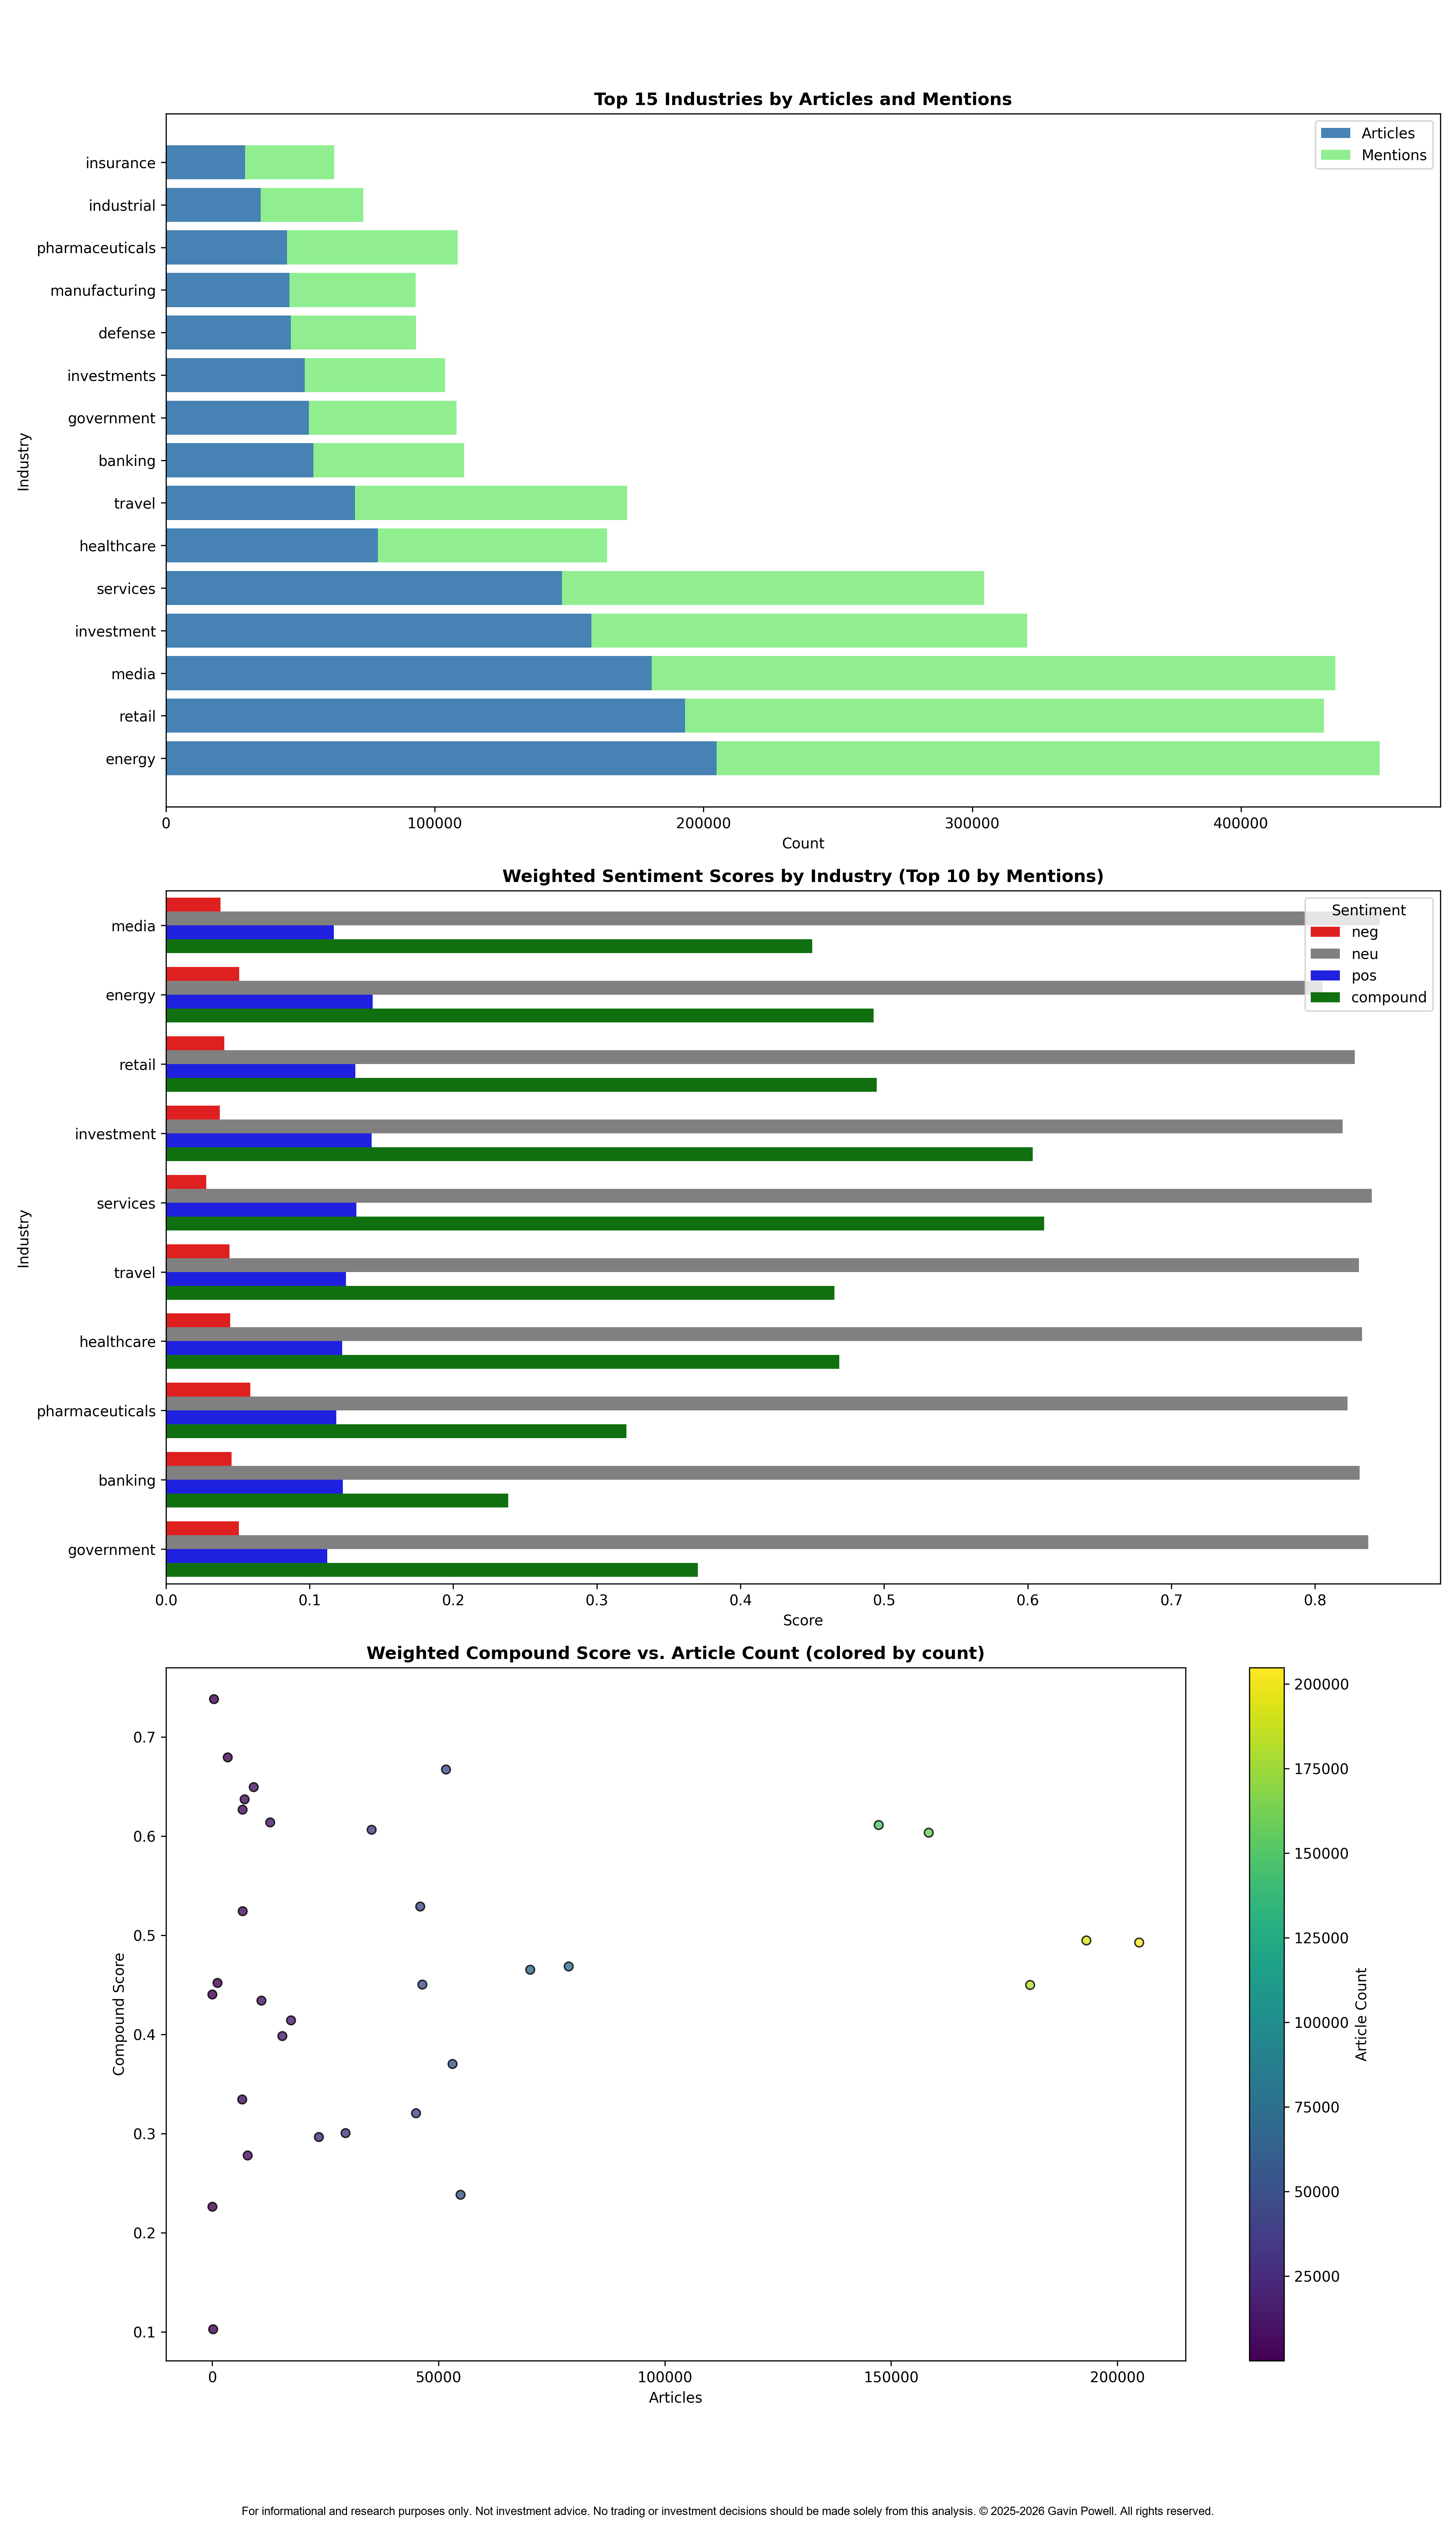 Top 15 Industries by Articles and Mentions
Articles
Mentions
Industry
insurance
industrial
pharmaceuticals
manufacturing
defense
investments
government
banking
travel
healthcare
services
investment
media
retail
energy
0 100000 200000 300000 400000
Count
Weighted Sentiment Scores by Industry (Top 10 by Mentions)
Sentiment
neg
neu
pos
compound
Industry
media
energy
retail
investment
services
travel
healthcare
pharmaceuticals
banking
government
0.0 0.1 0.2 0.3 0.4 0.5 0.6 0.7 0.8
Score
Weighted Compound Score vs. Article Count (colored by count)
Compound Score
0.7
0.6
0.5
0.4
0.3
0.2
0.1
0 50000 100000 150000 200000
Articles
200000
175000
150000
125000
100000
75000
50000
25000
Article Count
For informational and research purposes only. Not investment advice. No trading or investment decisions should be made solely from this analysis. © 2025-2026 Gavin Powell. All rights reserved.